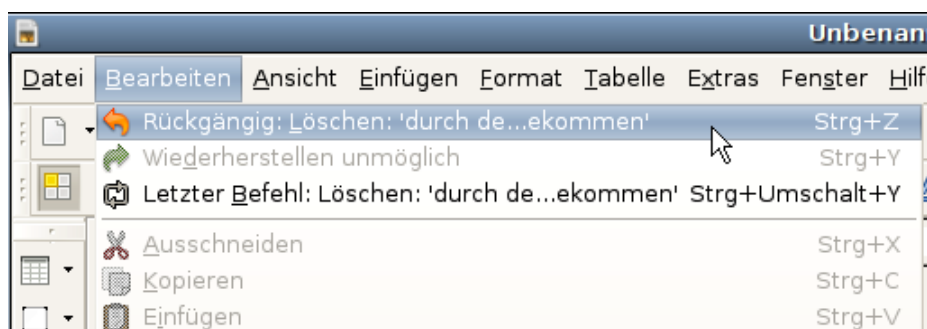 Unbenan
Datei Bearbeiten Ansicht Einfügen Format Tabelle Extras Fenster Hilf
Rückgängig: Löschen: 'durch de...ekommen' Strg+Z
Wiederherstellen unmöglich Strg+Y
Letzter Befehl: Löschen: 'durch de...ekommen' Strg+Umschalt+Y
Ausschneiden Strg+X
Kopieren Strg+C
Einfügen Strg+V